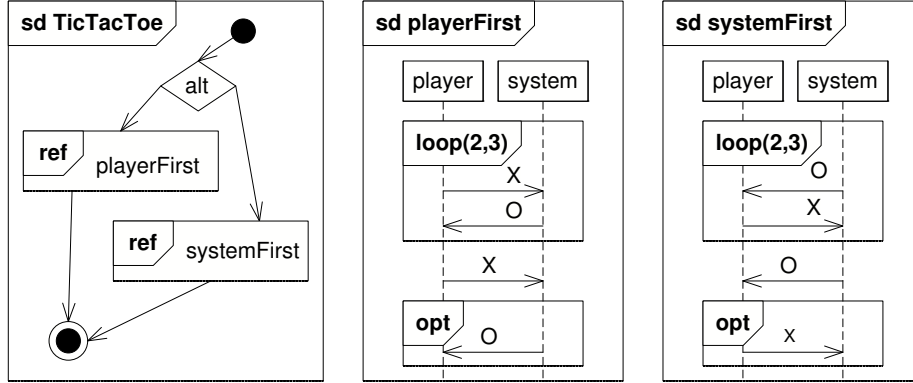 sd TicTacToe
alt
ref
playerFirst
ref
systemFirst
sd playerFirst
player system
loop(2,3)
X
O
X
opt
O
sd systemFirst
player system
loop(2,3)
O
X
O
opt
x